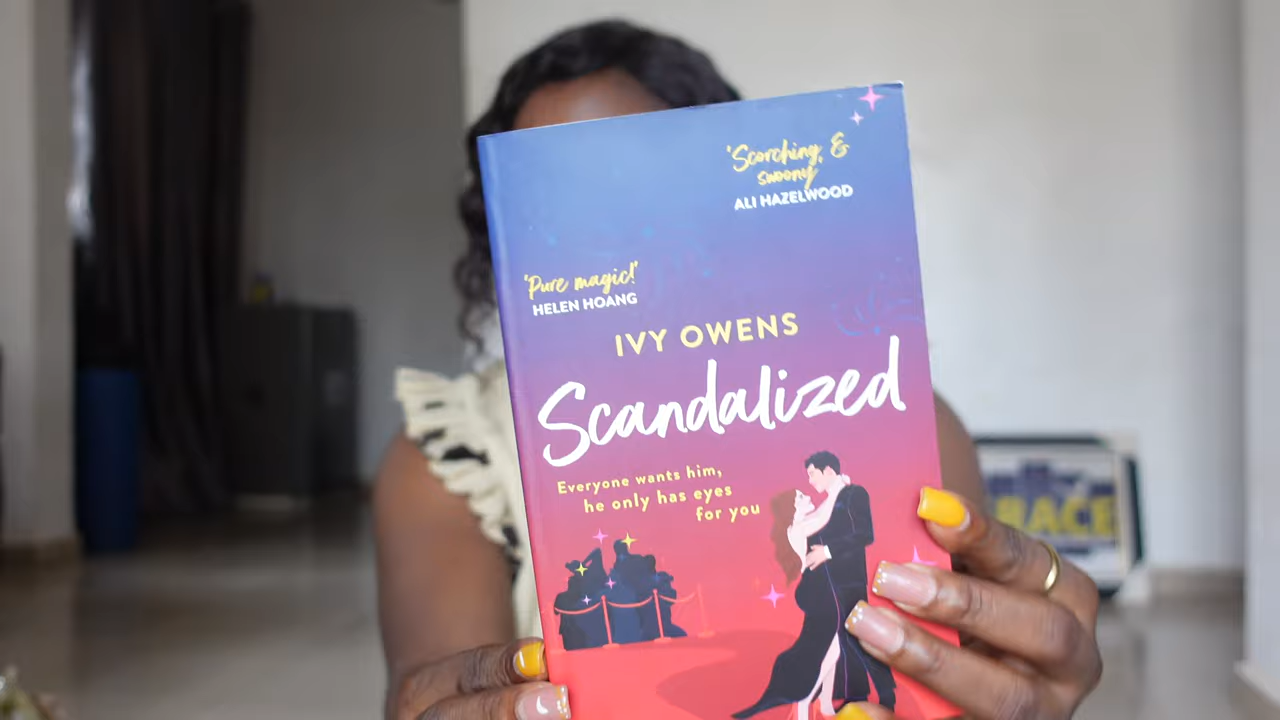 'Scorching &
swoony'
ALI HAZELWOOD
'Pure magic!'
HELEN HOANG
IVY OWENS
Scandalized
Everyone wants him,
he only has eyes
for you
RACE